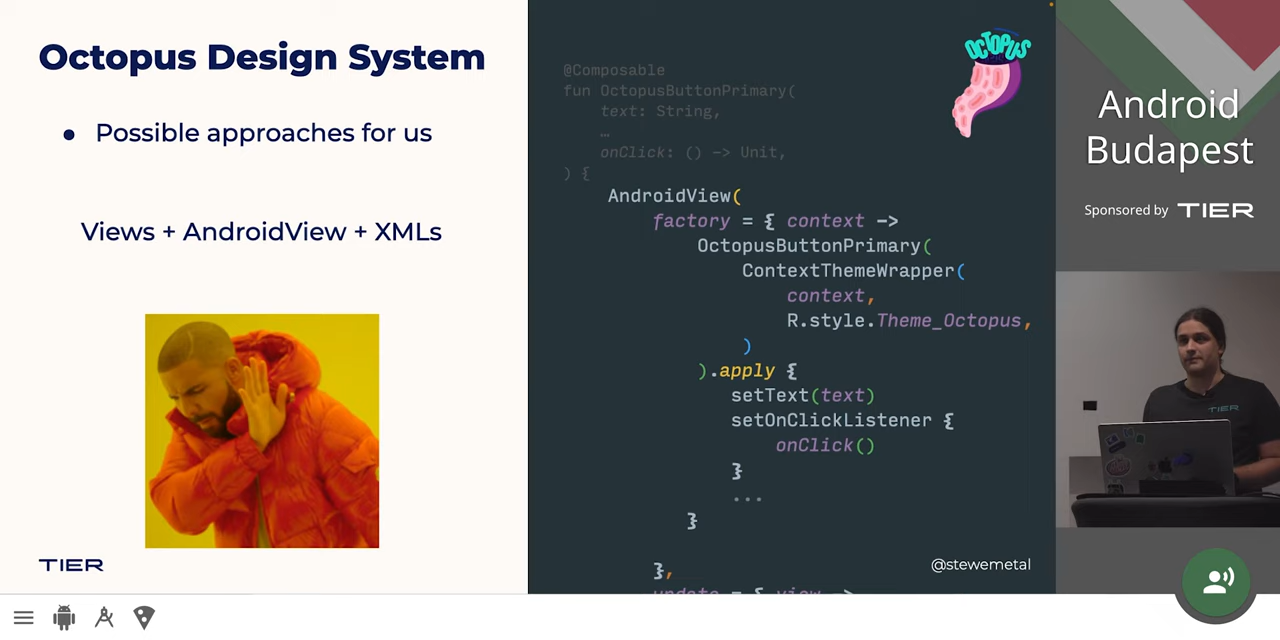 Octopus Design System
• Possible approaches for us
Views + AndroidView + XMLs
TIER
OCTOPUS
@Composable
fun OctopusButtonPrimary(
text: String,
…
onClick: () -> Unit,
) {
AndroidView(
factory = { context ->
OctopusButtonPrimary(
ContextThemeWrapper(
context,
R.style.Theme_Octopus,
)
).apply {
setText(text)
setOnClickListener {
onClick()
}
...
}
},
update = { view ->
@stewemetal
Android
Budapest
Sponsored by TIER
TIER